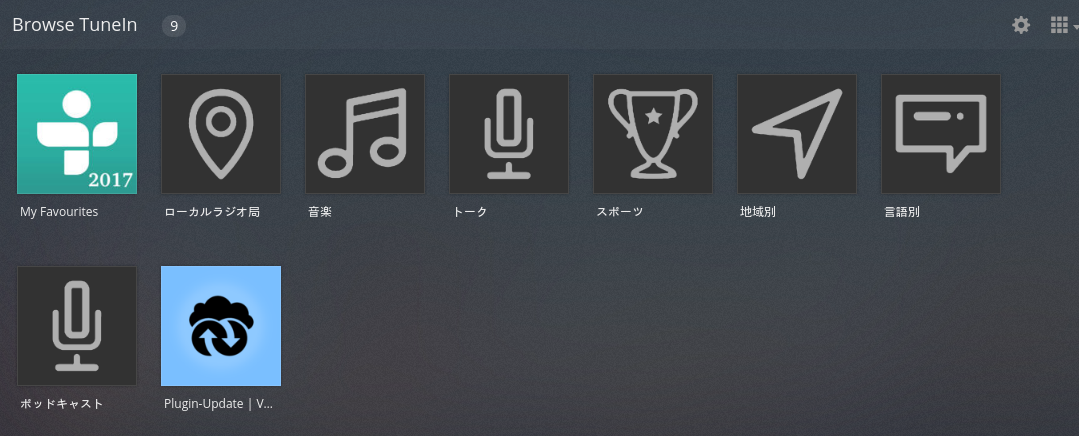 Browse TuneIn 9
2017
My Favourites
ローカルラジオ局
音楽
トーク
スポーツ
地域別
言語別
ポッドキャスト
Plugin-Update | V...